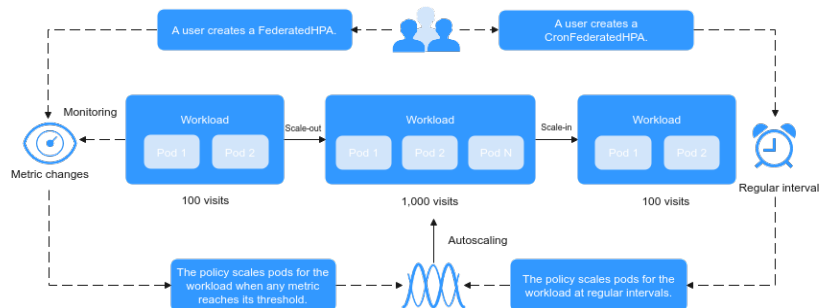 A user creates a FederatedHPA.
A user creates a
CronFederatedHPA.
Monitoring
Workload
Pod 1
Pod 2
Scale-out
Workload
Pod 1
Pod 2
Pod N
Scale-in
Workload
Pod 1
Pod 2
Metric changes
Regular interval
100 visits
1,000 visits
100 visits
Autoscaling
The policy scales pods for the
workload when any metric
reaches its threshold.
The policy scales pods for the
workload at regular intervals.